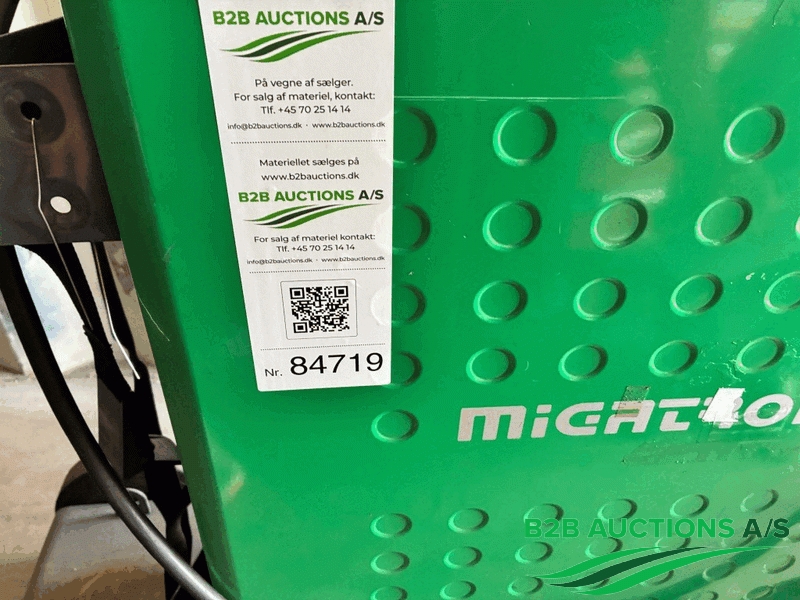 B2B AUCTIONS A/S
På vegne af sælger.
For salg af materiel, kontakt:
Tlf. +45 70 25 14 14
info@b2bauctions.dk · www.b2bauctions.dk
Materiellet sælges på
www.b2bauctions.dk
B2B AUCTIONS A/S
For salg af materiel kontakt:
Tlf. +45 70 25 14 14
info@b2bauctions.dk · www.b2bauctions.dk
Nr. 84719
MIGATRON
B2B AUCTIONS A/S